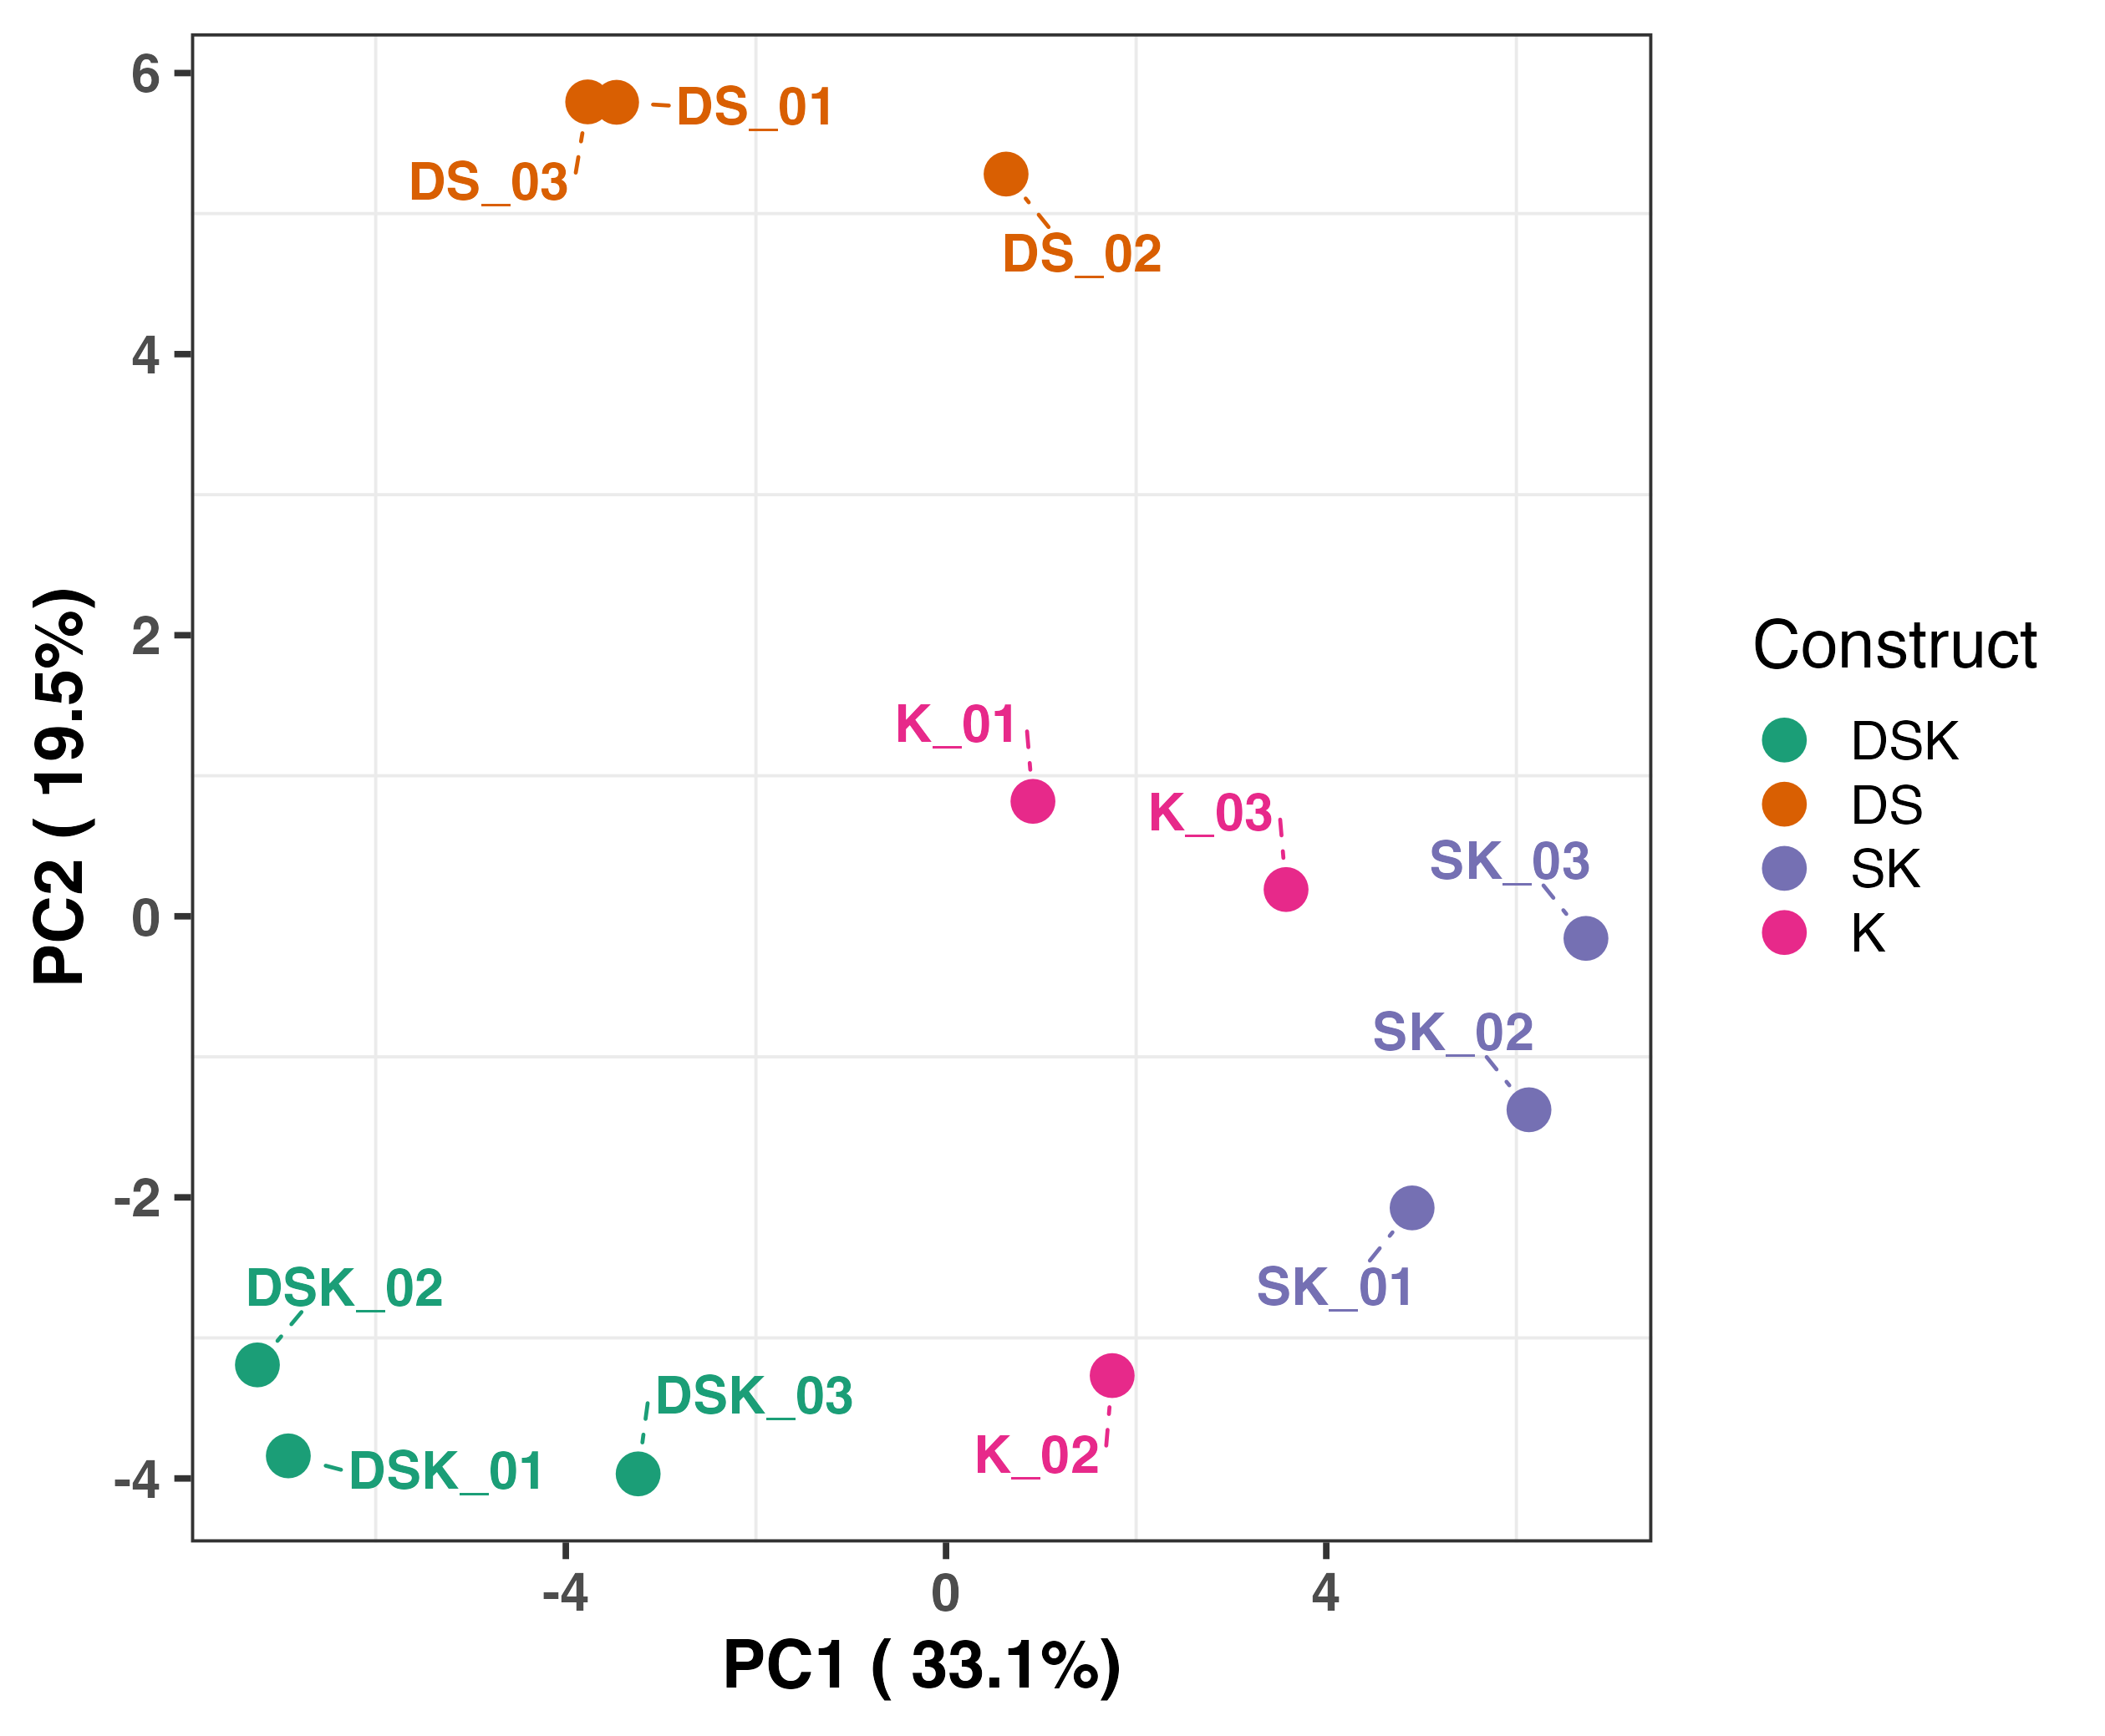 6
4
2
0
-2
-4
PC2 ( 19.5%)
DS_01
DS_03
DS_02
K_01
K_03
SK_03
SK_02
SK_01
DSK_02
DSK_03
DSK_01
K_02
-4
0
4
PC1 ( 33.1%)
Construct
DSK
DS
SK
K